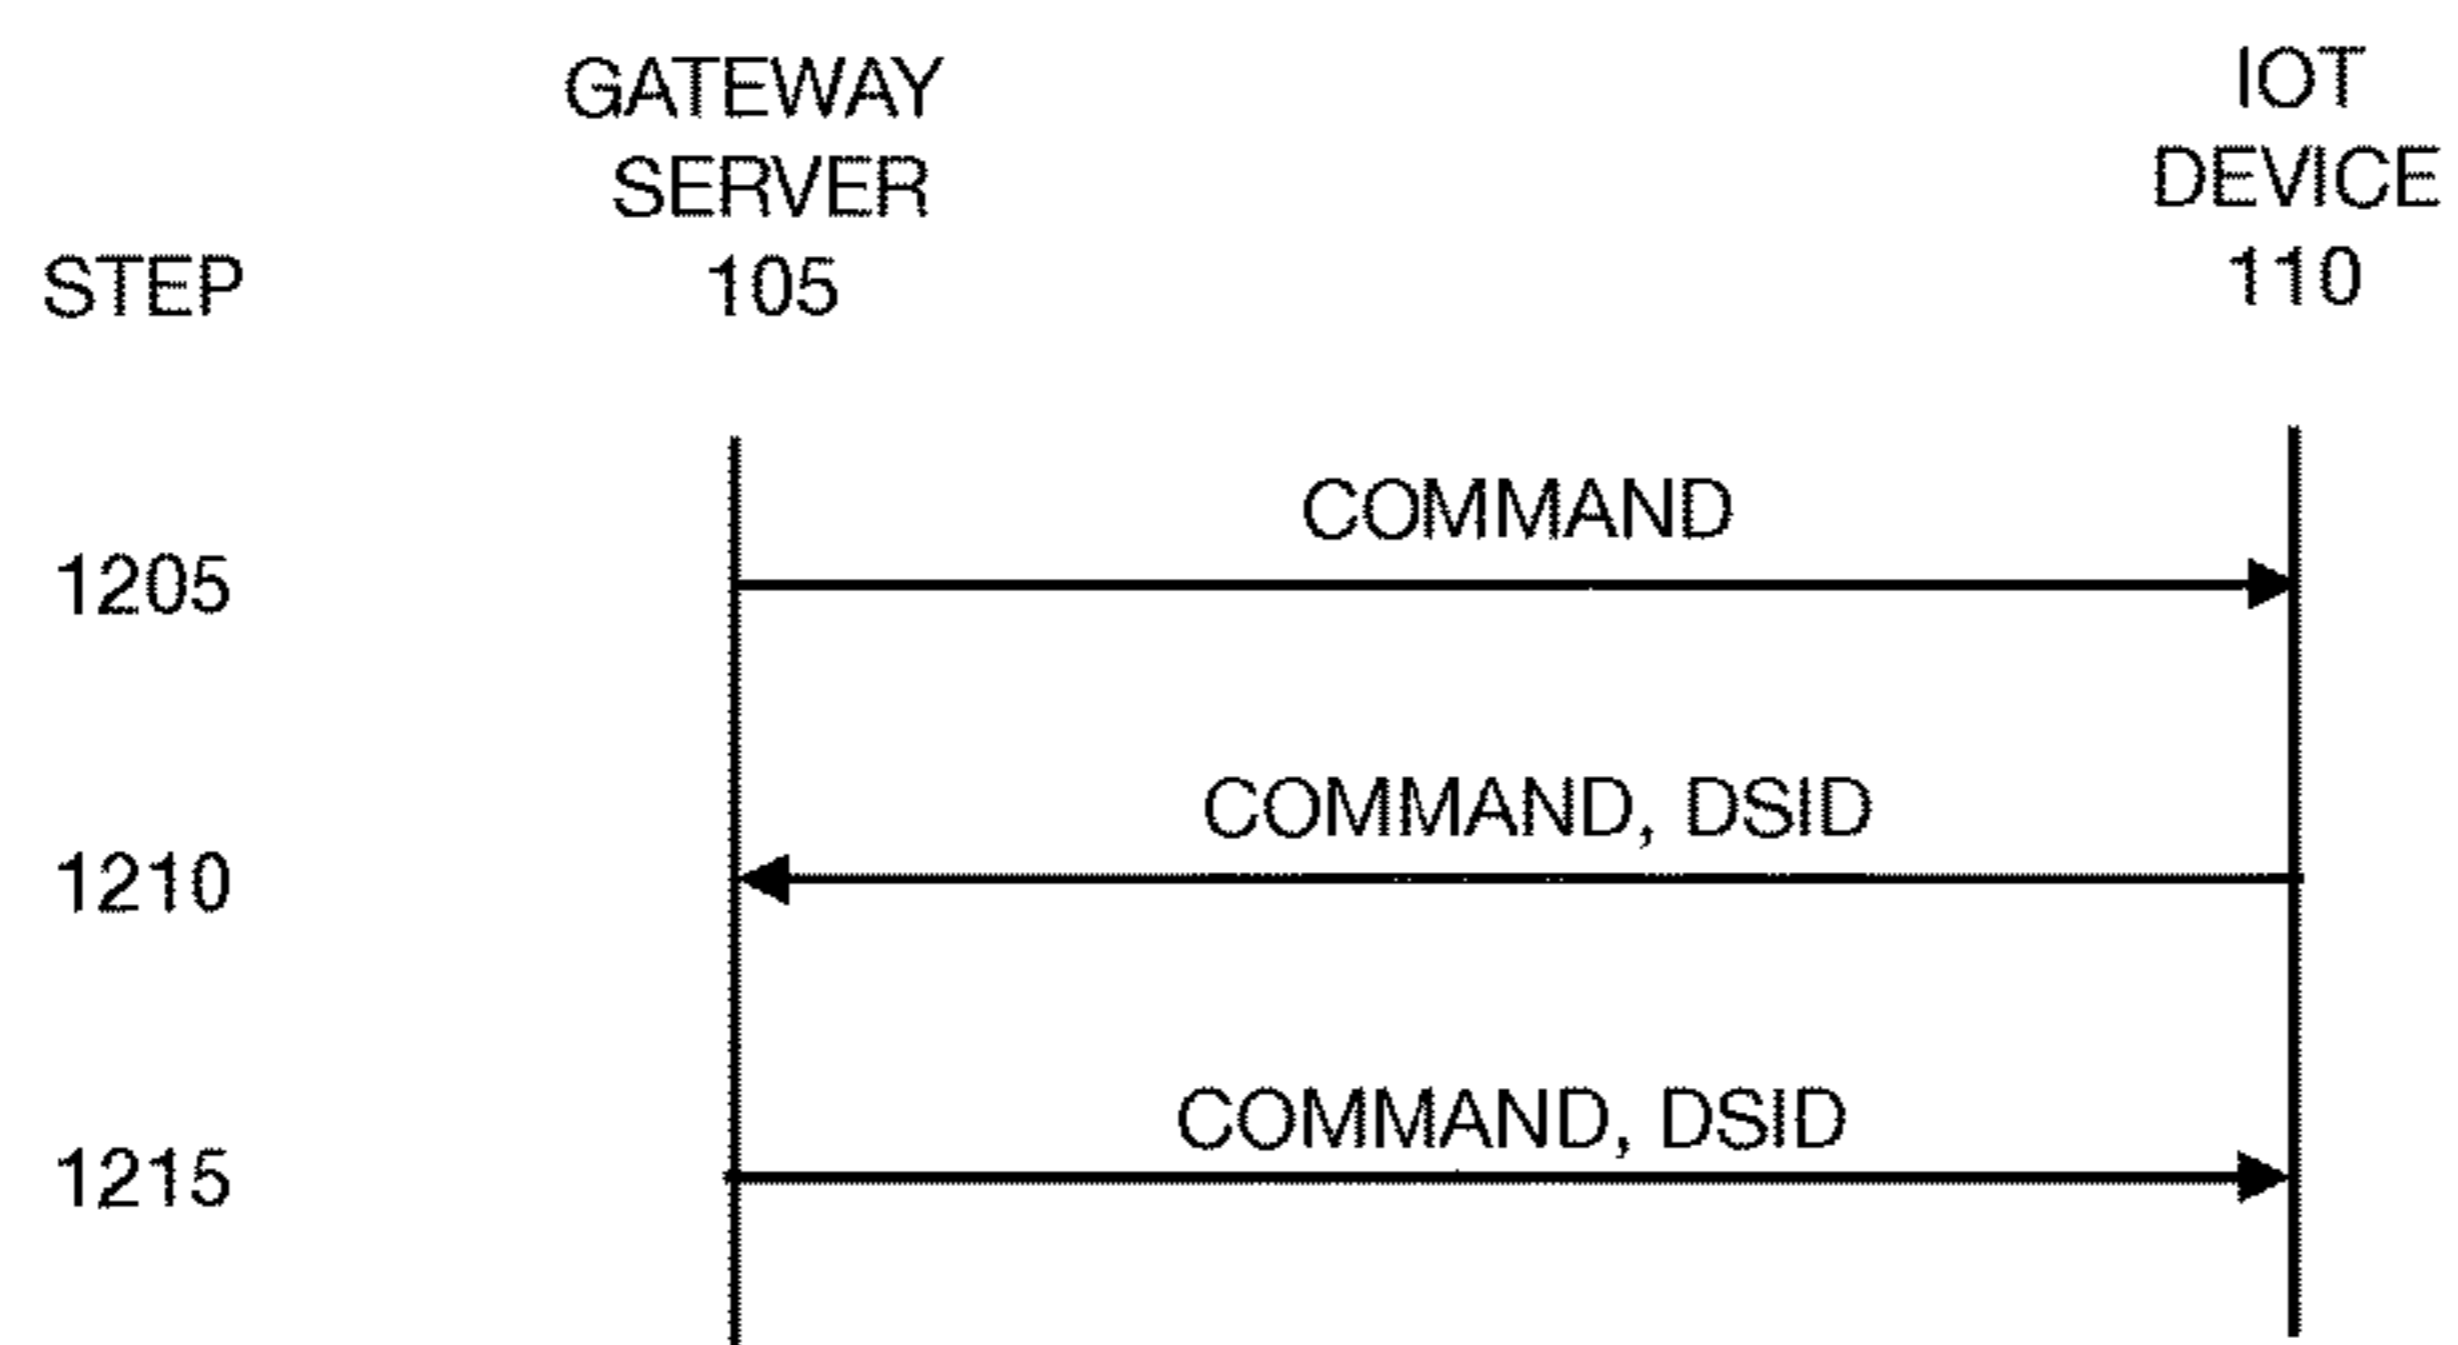 GATEWAY
SERVER
105
IOT
DEVICE
110
STEP
COMMAND
1205
COMMAND, DSID
1210
COMMAND, DSID
1215